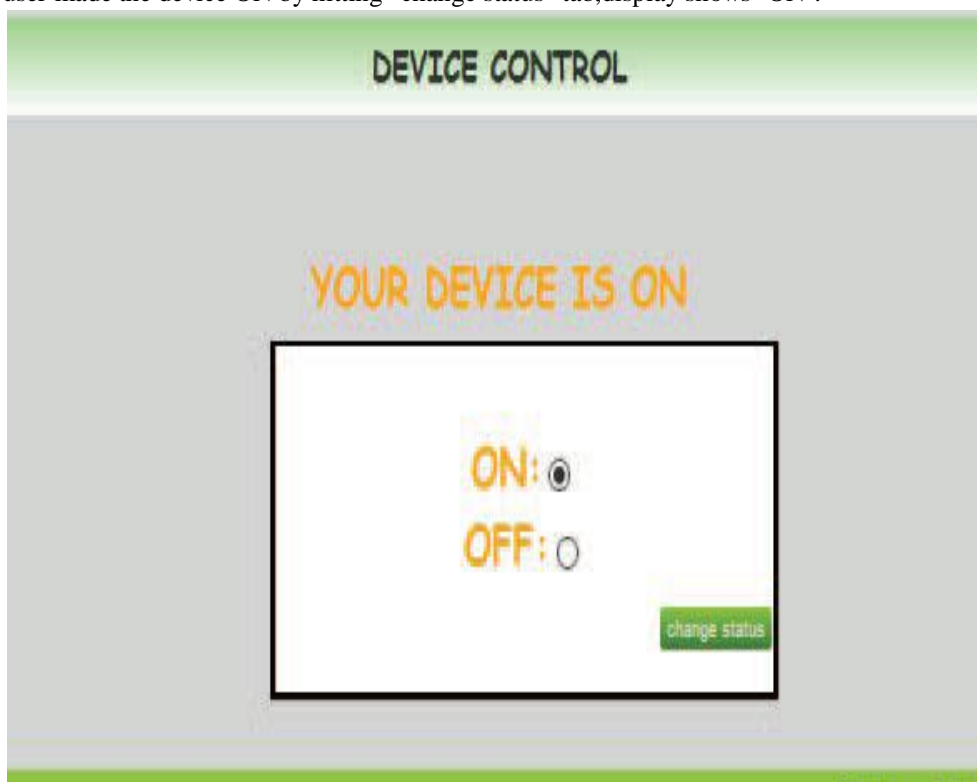 DEVICE CONTROL
YOUR DEVICE IS ON
ON:
OFF:
change status